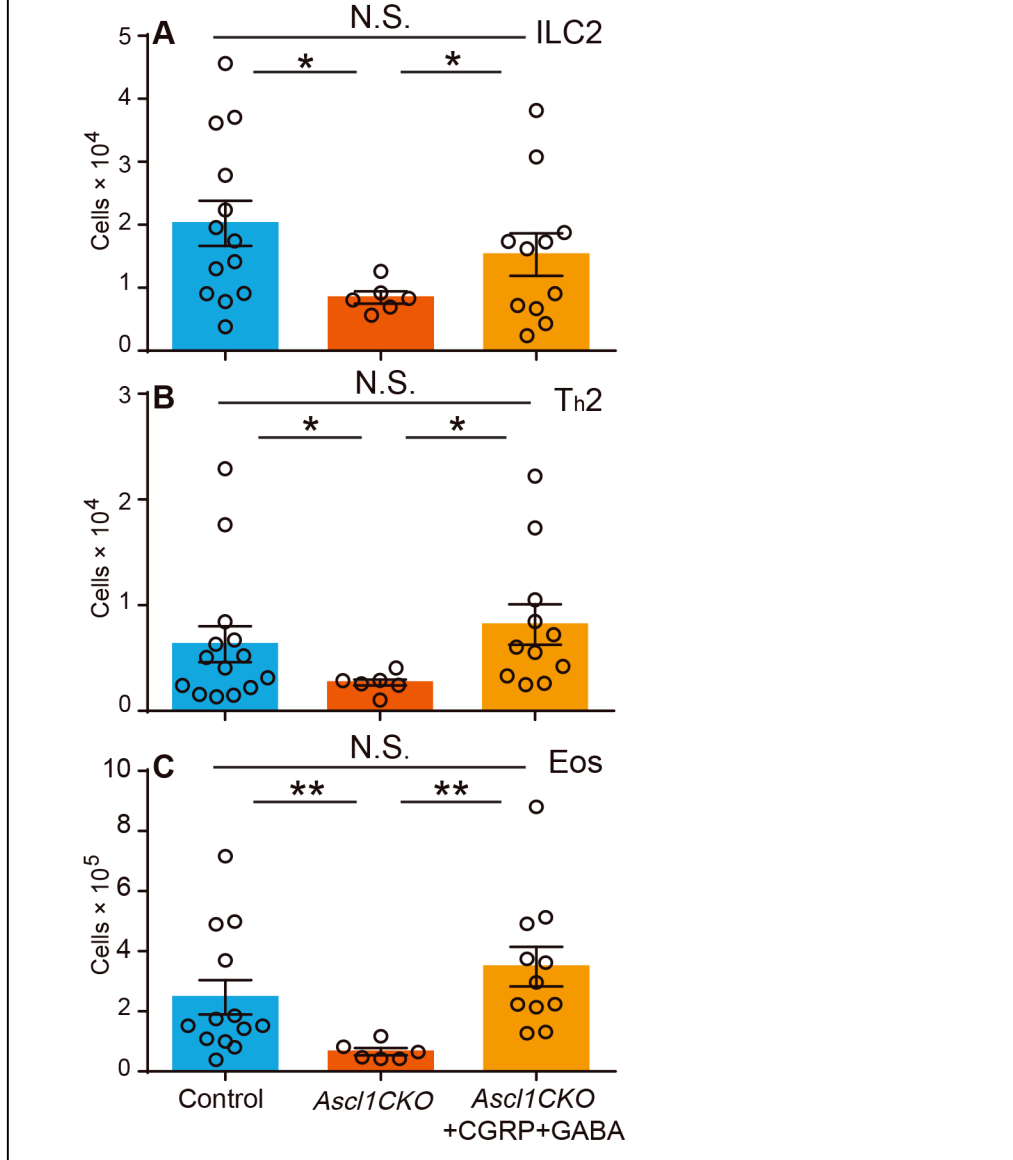 A
N.S.
ILC2
* *
5
4
3
2
1
0
Cells × 10⁴
B
N.S.
Th2
* *
3
2
1
0
Cells × 10⁴
C
N.S.
Eos
** **
10
8
6
4
2
0
Cells × 10⁵
Control
Ascl1CKO
Ascl1CKO
+CGRP+GABA